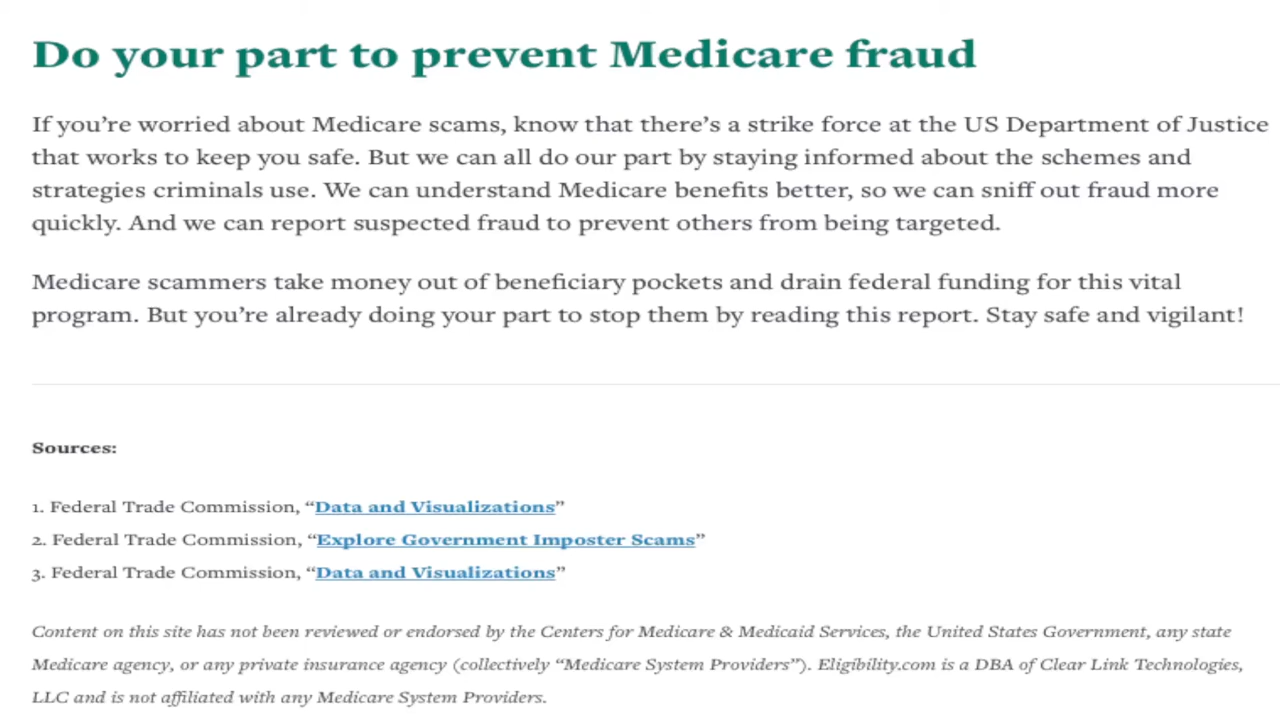 Do your part to prevent Medicare fraud
If you’re worried about Medicare scams, know that there’s a strike force at the US Department of Justice
that works to keep you safe. But we can all do our part by staying informed about the schemes and
strategies criminals use. We can understand Medicare benefits better, so we can sniff out fraud more
quickly. And we can report suspected fraud to prevent others from being targeted.
Medicare scammers take money out of beneficiary pockets and drain federal funding for this vital
program. But you’re already doing your part to stop them by reading this report. Stay safe and vigilant!
Sources:
1. Federal Trade Commission, “Data and Visualizations”
2. Federal Trade Commission, “Explore Government Imposter Scams”
3. Federal Trade Commission, “Data and Visualizations”
Content on this site has not been reviewed or endorsed by the Centers for Medicare & Medicaid Services, the United States Government, any state
Medicare agency, or any private insurance agency (collectively “Medicare System Providers”). Eligibility.com is a DBA of Clear Link Technologies,
LLC and is not affiliated with any Medicare System Providers.